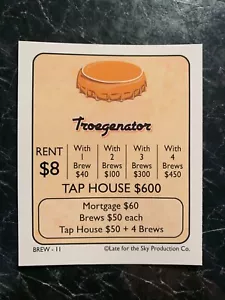 Troegenator
RENT $8
With 1 Brew $40
With 2 Brews $100
With 3 Brews $300
With 4 Brews $450
TAP HOUSE $600
Mortgage $60
Brews $50 each
Tap House $50 + 4 Brews
BREW - 11 ©Late for the Sky Production Co.